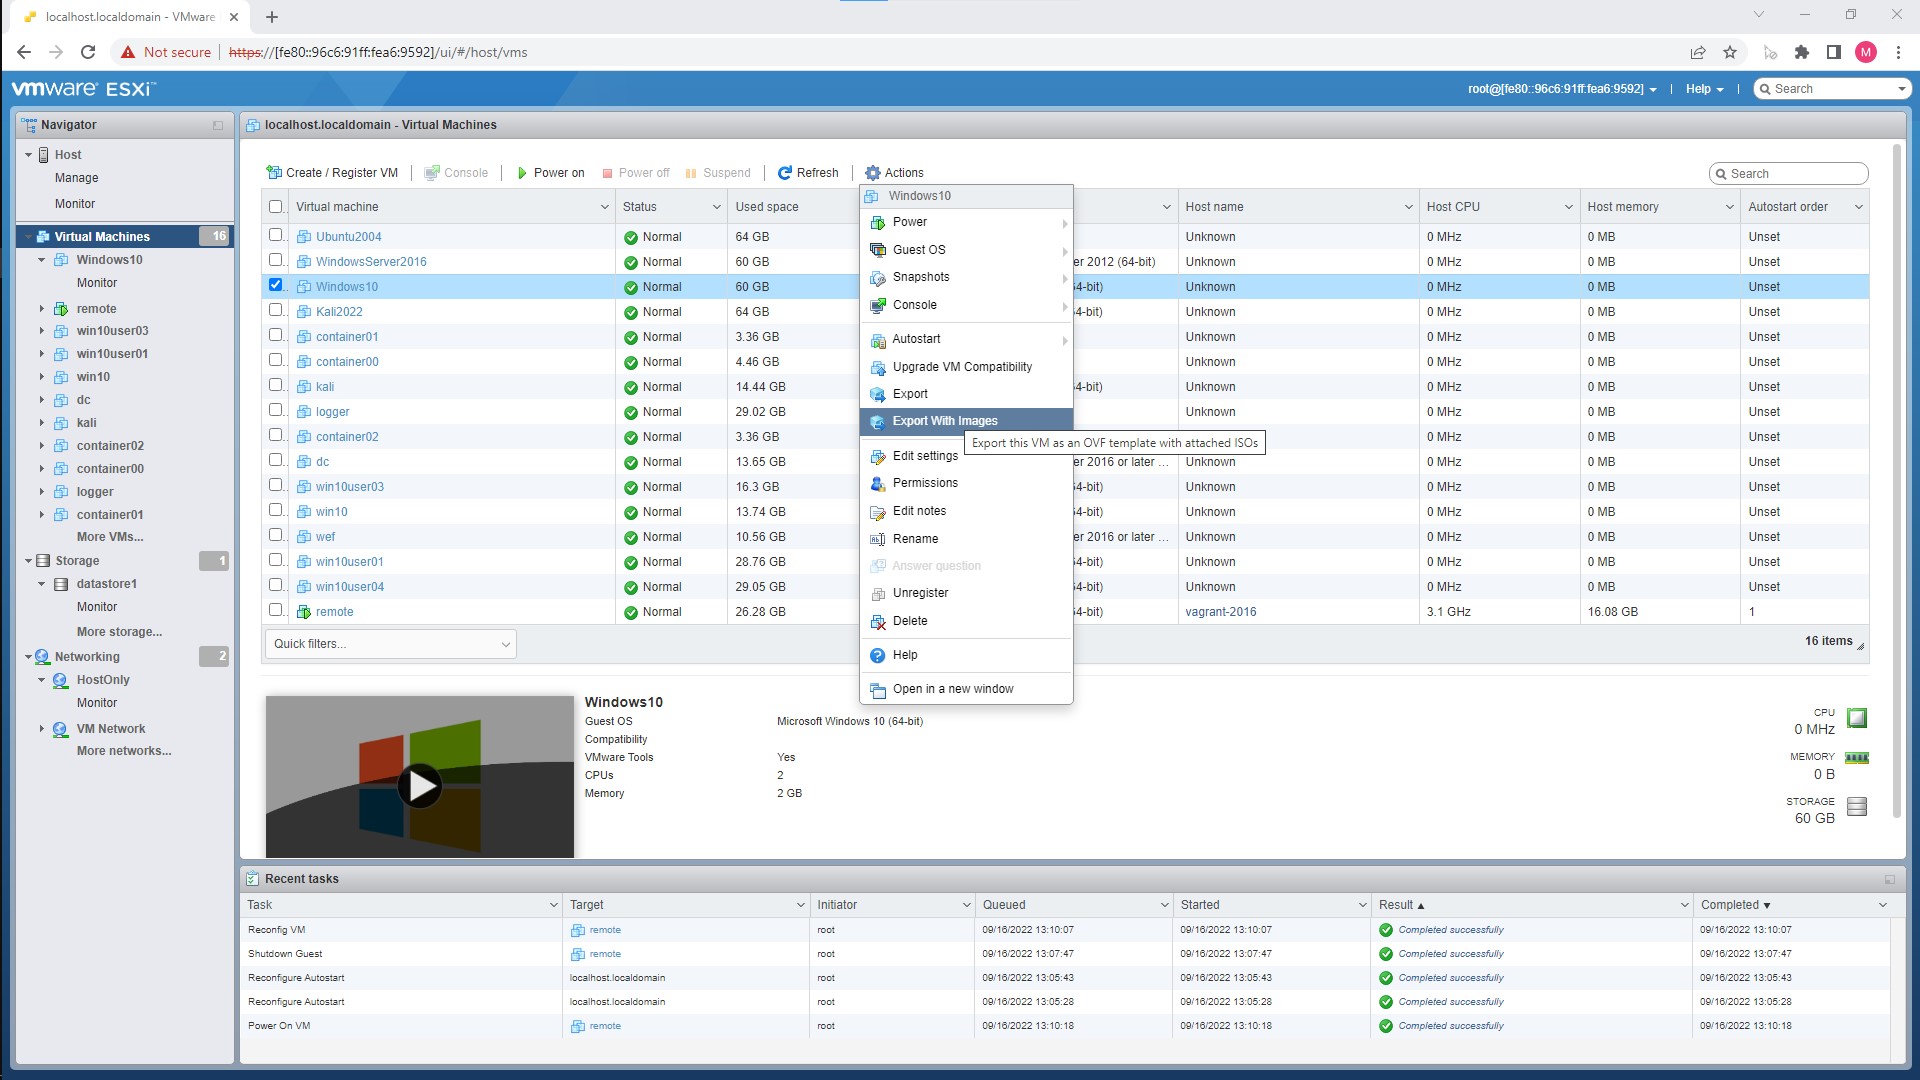 localhost.localdomain - VMware
Not secure https://[fe80::96c6:91ff:fea6:9592]/ui/#/host/vms
M
vmware ESXi™
root@[fe80::96c6:91ff:fea6:9592] Help Search
Navigator
Host
Manage
Monitor
Virtual Machines 16
Windows10
Monitor
remote
win10user03
win10user01
win10
dc
kali
container02
container00
logger
container01
More VMs...
Storage 1
datastore1
Monitor
More storage...
Networking 2
HostOnly
Monitor
VM Network
More networks...
localhost.localdomain - Virtual Machines
Create / Register VM Console Power on Power off Suspend Refresh Actions Search
Virtual machine Status Used space Host name Host CPU Host memory Autostart order
Ubuntu2004 Normal 64 GB Unknown 0 MHz 0 MB Unset
WindowsServer2016 Normal 60 GB er 2012 (64-bit) Unknown 0 MHz 0 MB Unset
Windows10 Normal 60 GB 4-bit) Unknown 0 MHz 0 MB Unset
Kali2022 Normal 64 GB 4-bit) Unknown 0 MHz 0 MB Unset
container01 Normal 3.36 GB Unknown 0 MHz 0 MB Unset
container00 Normal 4.46 GB Unknown 0 MHz 0 MB Unset
kali Normal 14.44 GB 4-bit) Unknown 0 MHz 0 MB Unset
logger Normal 29.02 GB Unknown 0 MHz 0 MB Unset
container02 Normal 3.36 GB Unknown 0 MHz 0 MB Unset
dc Normal 13.65 GB er 2016 or later ... Unknown 0 MHz 0 MB Unset
win10user03 Normal 16.3 GB 4-bit) Unknown 0 MHz 0 MB Unset
win10 Normal 13.74 GB 4-bit) Unknown 0 MHz 0 MB Unset
wef Normal 10.56 GB 2016 or later ... Unknown 0 MHz 0 MB Unset
win10user01 Normal 28.76 GB 4-bit) Unknown 0 MHz 0 MB Unset
win10user04 Normal 29.05 GB 4-bit) Unknown 0 MHz 0 MB Unset
remote Normal 26.28 GB 4-bit) vagrant-2016 3.1 GHz 16.08 GB 1
Quick filters... 16 items
Windows10
Power
Guest OS
Snapshots
Console
Autostart
Upgrade VM Compatibility
Export
Export With Images
Export this VM as an OVF template with attached ISOs
Edit settings
Permissions
Edit notes
Rename
Answer question
Unregister
Delete
Help
Open in a new window
Windows10
Guest OS Microsoft Windows 10 (64-bit)
Compatibility
VMware Tools Yes
CPUs 2
Memory 2 GB
CPU
0 MHz
MEMORY
0 B
STORAGE
60 GB
Recent tasks
Task Target Initiator Queued Started Result ▲ Completed ▼
Reconfig VM remote root 09/16/2022 13:10:07 09/16/2022 13:10:07 Completed successfully 09/16/2022 13:10:07
Shutdown Guest remote root 09/16/2022 13:07:47 09/16/2022 13:07:47 Completed successfully 09/16/2022 13:07:47
Reconfigure Autostart localhost.localdomain root 09/16/2022 13:05:43 09/16/2022 13:05:43 Completed successfully 09/16/2022 13:05:43
Reconfigure Autostart localhost.localdomain root 09/16/2022 13:05:28 09/16/2022 13:05:28 Completed successfully 09/16/2022 13:05:28
Power On VM remote root 09/16/2022 13:10:18 09/16/2022 13:10:18 Completed successfully 09/16/2022 13:10:18